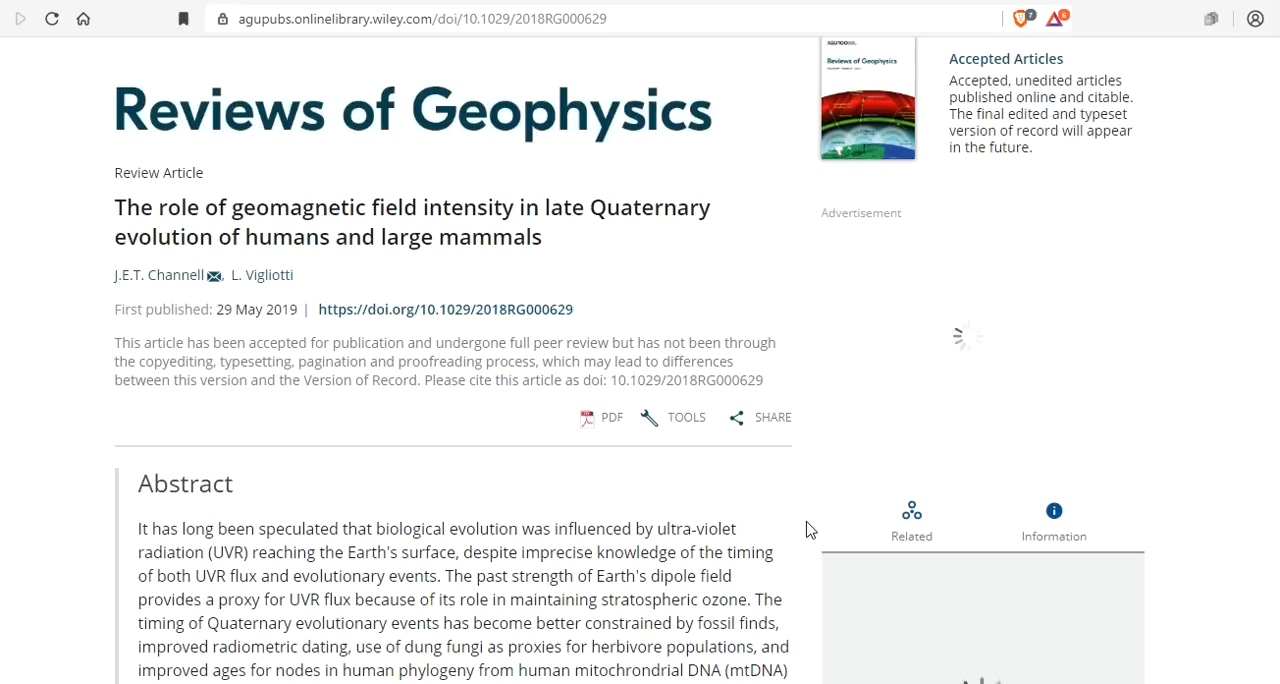 agupubs.onlinelibrary.wiley.com/doi/10.1029/2018RG000629
7
6
Reviews of Geophysics
Review Article
The role of geomagnetic field intensity in late Quaternary
evolution of humans and large mammals
J.E.T. Channell, L. Vigliotti
First published: 29 May 2019 | https://doi.org/10.1029/2018RG000629
This article has been accepted for publication and undergone full peer review but has not been through
the copyediting, typesetting, pagination and proofreading process, which may lead to differences
between this version and the Version of Record. Please cite this article as doi: 10.1029/2018RG000629
PDF TOOLS SHARE
Abstract
It has long been speculated that biological evolution was influenced by ultra-violet
radiation (UVR) reaching the Earth's surface, despite imprecise knowledge of the timing
of both UVR flux and evolutionary events. The past strength of Earth's dipole field
provides a proxy for UVR flux because of its role in maintaining stratospheric ozone. The
timing of Quaternary evolutionary events has become better constrained by fossil finds,
improved radiometric dating, use of dung fungi as proxies for herbivore populations, and
improved ages for nodes in human phylogeny from human mitochrondrial DNA (mtDNA)
Reviews of Geophysics
Accepted Articles
Accepted, unedited articles
published online and citable.
The final edited and typeset
version of record will appear
in the future.
Advertisement
Related
Information